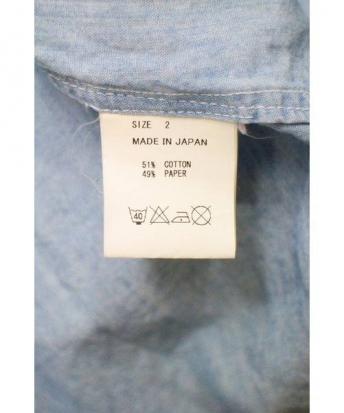 SIZE 2
MADE IN JAPAN
51% COTTON
49% PAPER
40